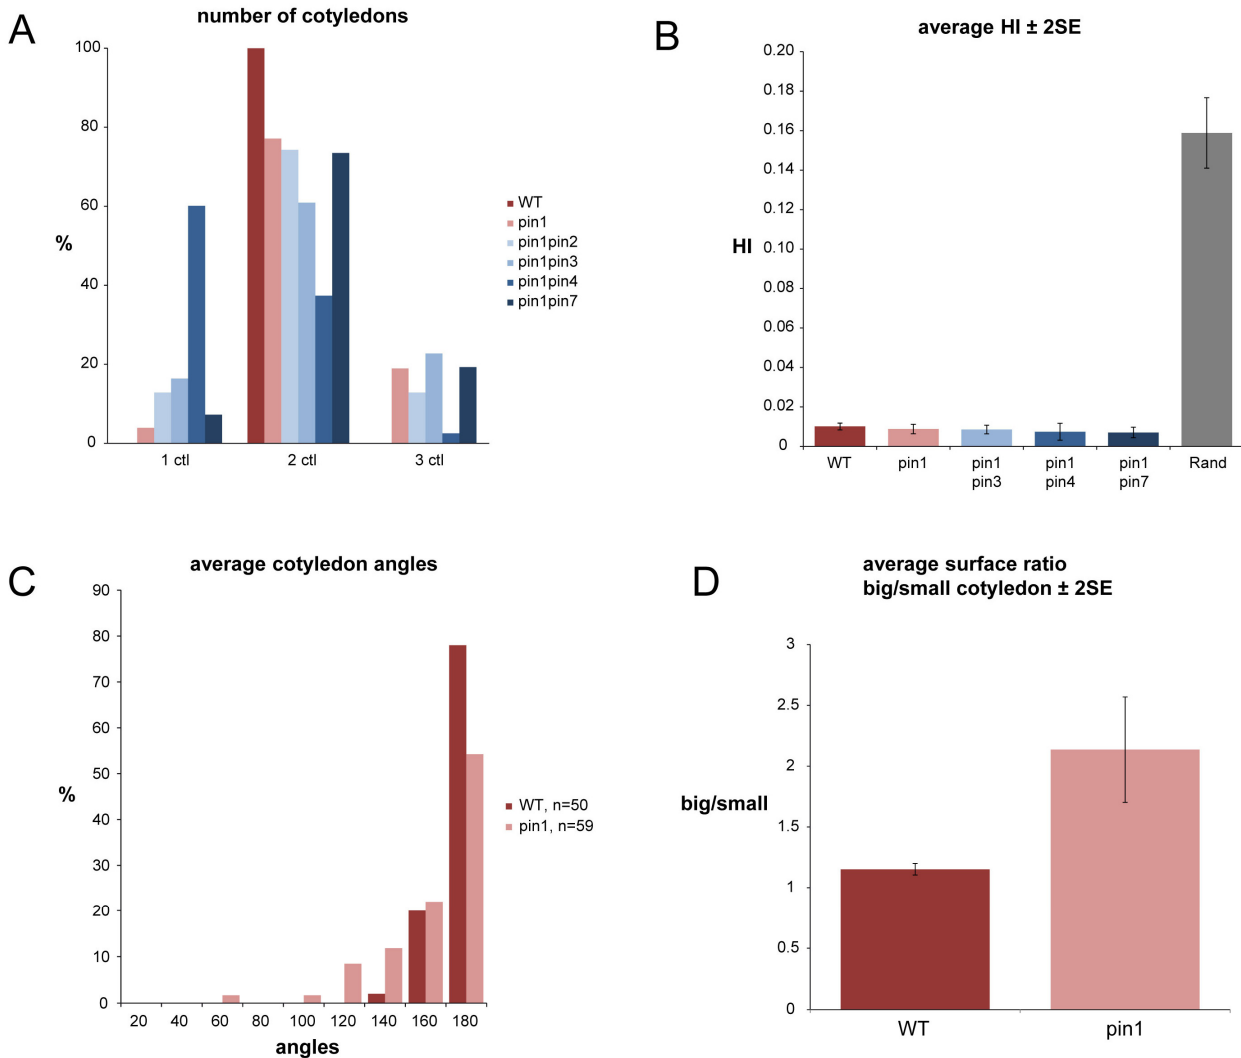 A
number of cotyledons
100
80
60
40
20
0
%
1 ctl
2 ctl
3 ctl
WT
pin1
pin1pin2
pin1pin3
pin1pin4
pin1pin7
B
average HI ± 2SE
0.20
0.18
0.16
0.14
0.12
0.10
0.08
0.06
0.04
0.02
0
HI
WT
pin1
pin1
pin3
pin1
pin4
pin1
pin7
Rand
C
average cotyledon angles
90
80
70
60
50
40
30
20
10
0
%
20
40
60
80
100
120
140
160
180
angles
WT, n=50
pin1, n=59
D
average surface ratio
big/small cotyledon ± 2SE
3
2.5
2
1.5
1
0.5
0
big/small
WT
pin1